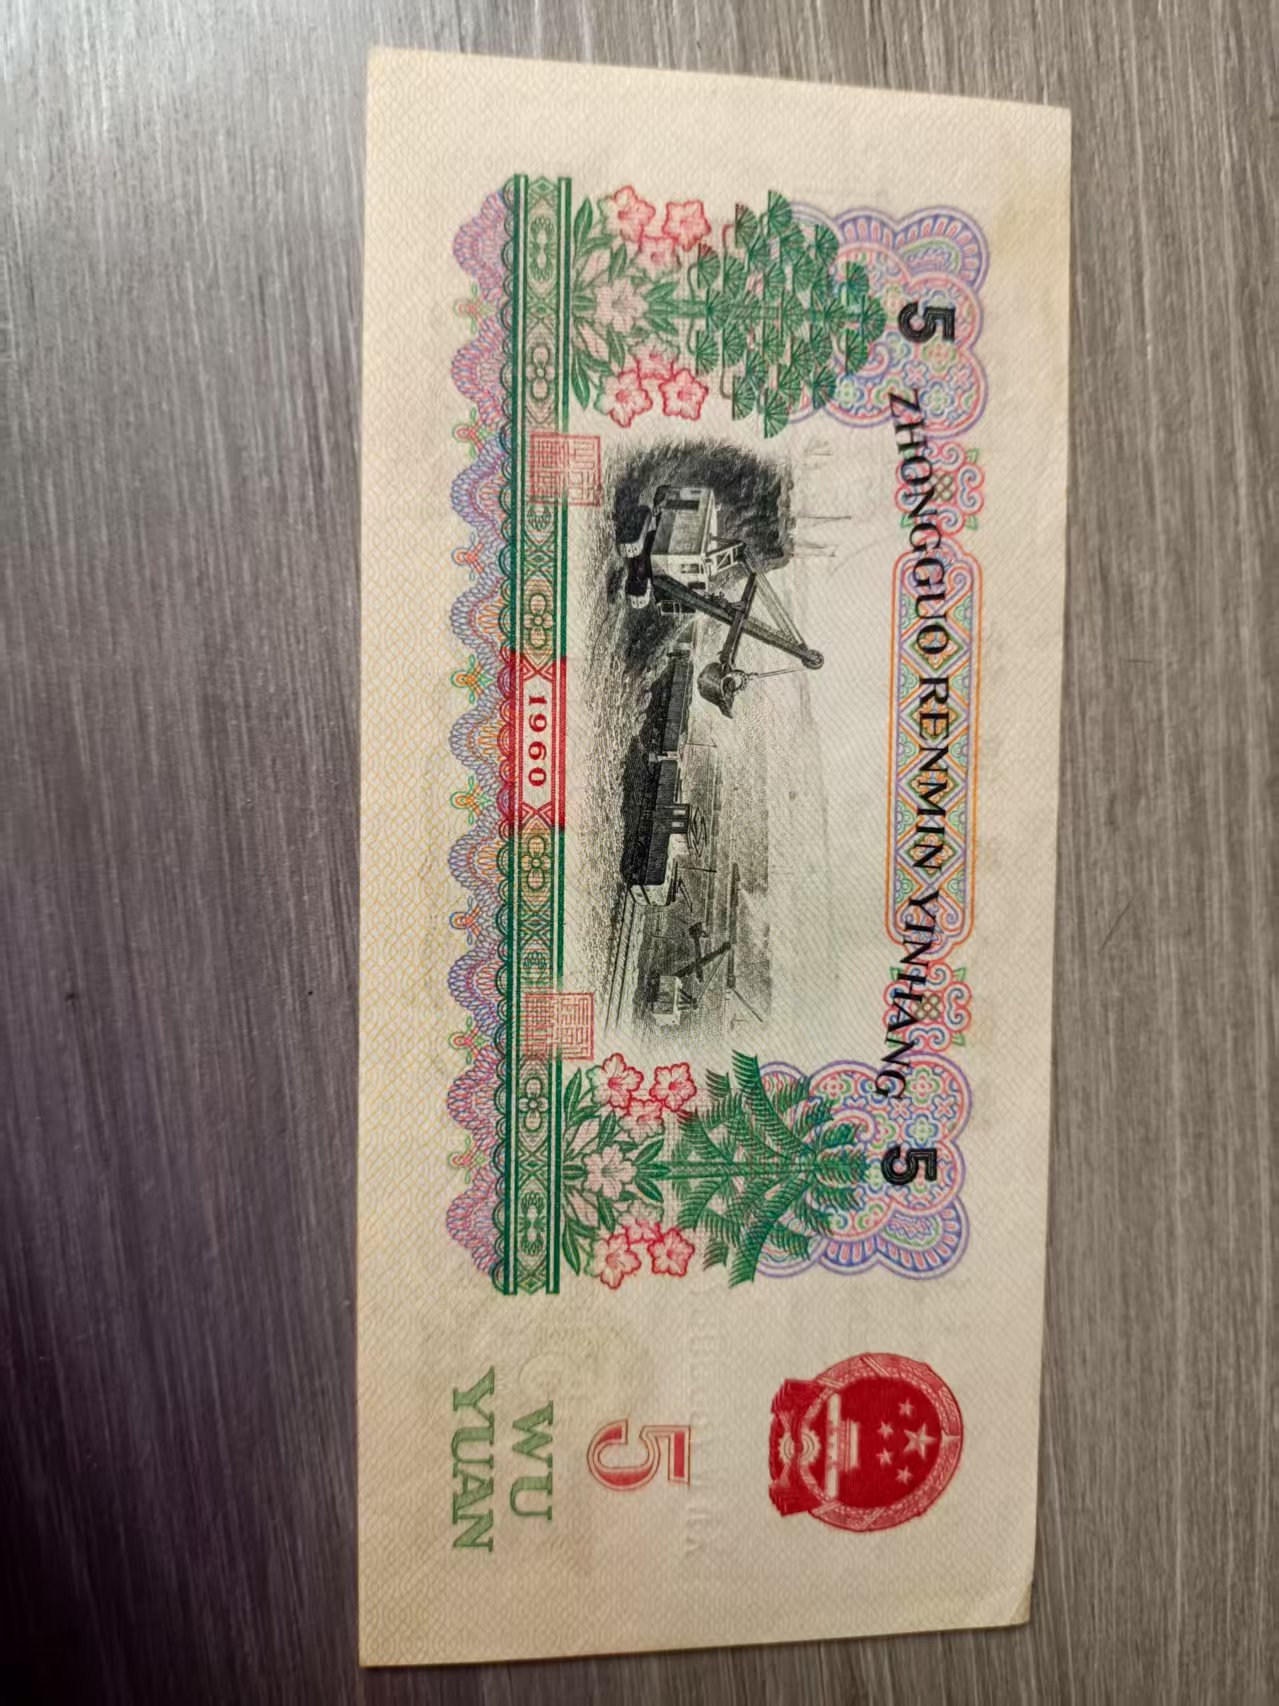 5 ZHONGGUO RENMIN YINHANG 5
5
WU
YUAN
1960